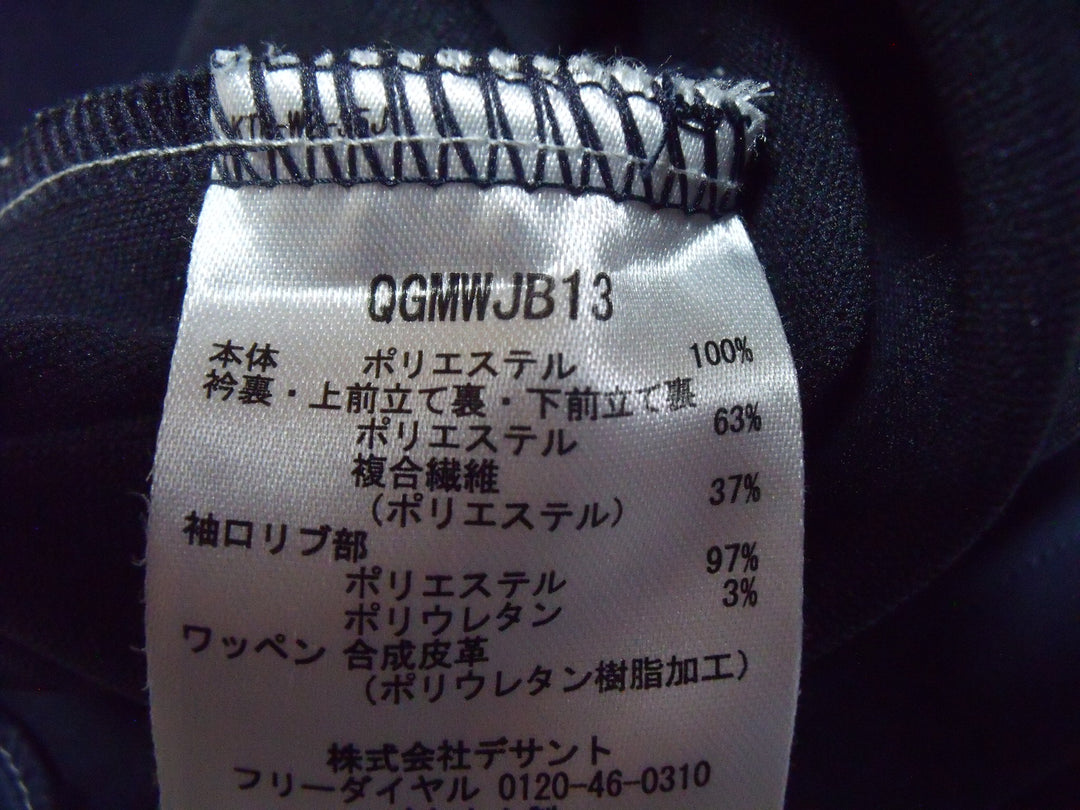 QGMWJB13
本体 ポリエステル 100%
衿裏・上前立て裏・下前立て裏
ポリエステル 63%
複合繊維
(ポリエステル) 37%
袖口リブ部
ポリエステル 97%
ポリウレタン 3%
ワッペン 合成皮革
(ポリウレタン樹脂加工)
株式会社デサント
フリーダイヤル 0120-46-0310